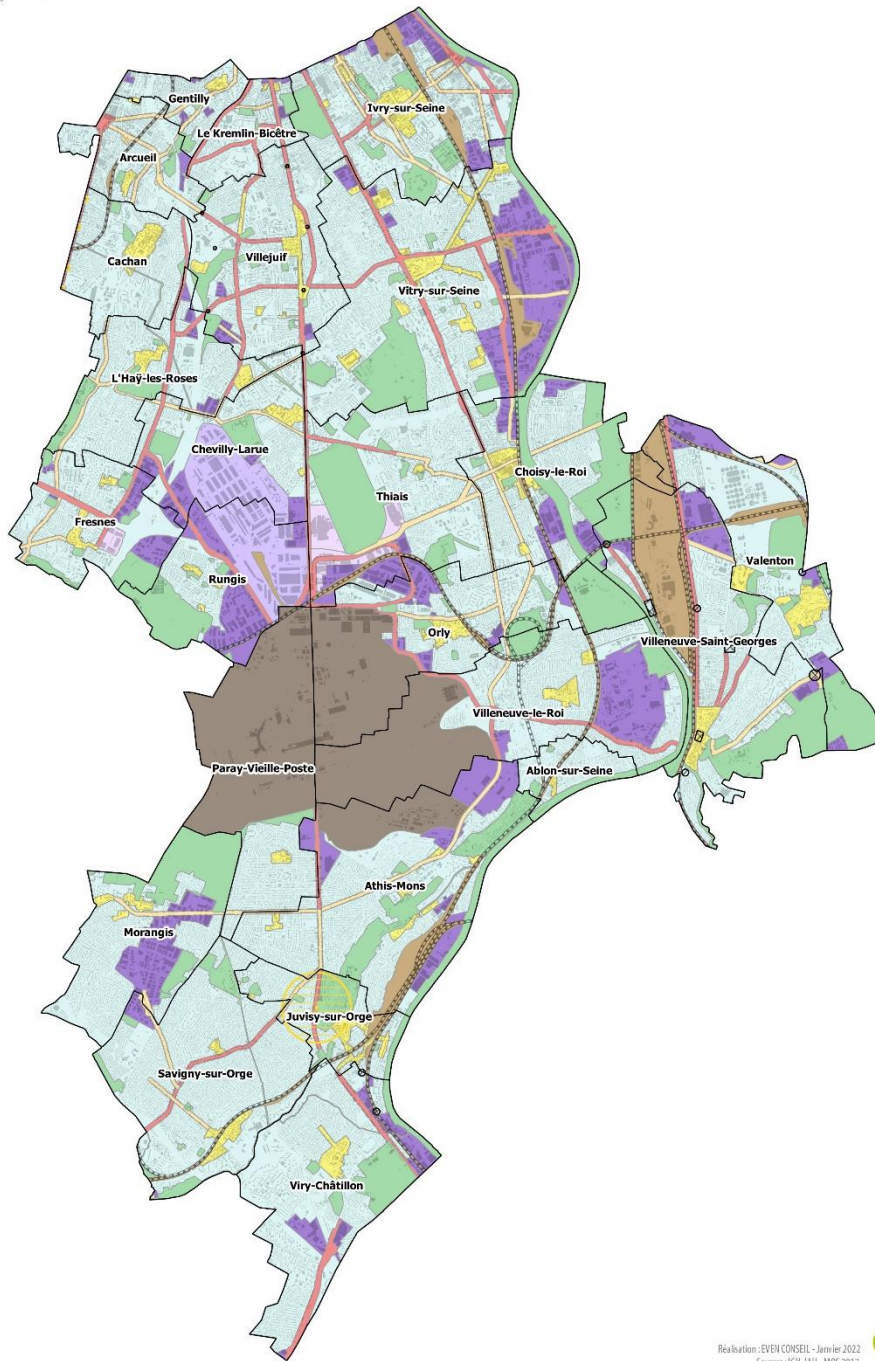 Gentilly
Ivry-sur-Seine
Le Kremlin-Bicêtre
Arcueil
Cachan
Villejuif
Vitry-sur-Seine
L'Haÿ-les-Roses
Chevilly-Larue
Choisy-le-Roi
Thiais
Fresnes
Valenton
Rungis
Orly
Villeneuve-Saint-Georges
Villeneuve-le-Roi
Paray-Vieille-Poste
Ablon-sur-Seine
Athis-Mons
Morangis
Juvisy-sur-Orge
Savigny-sur-Orge
Viry-Châtillon
Réalisation : EVEN CONSEIL - Janvier 2022